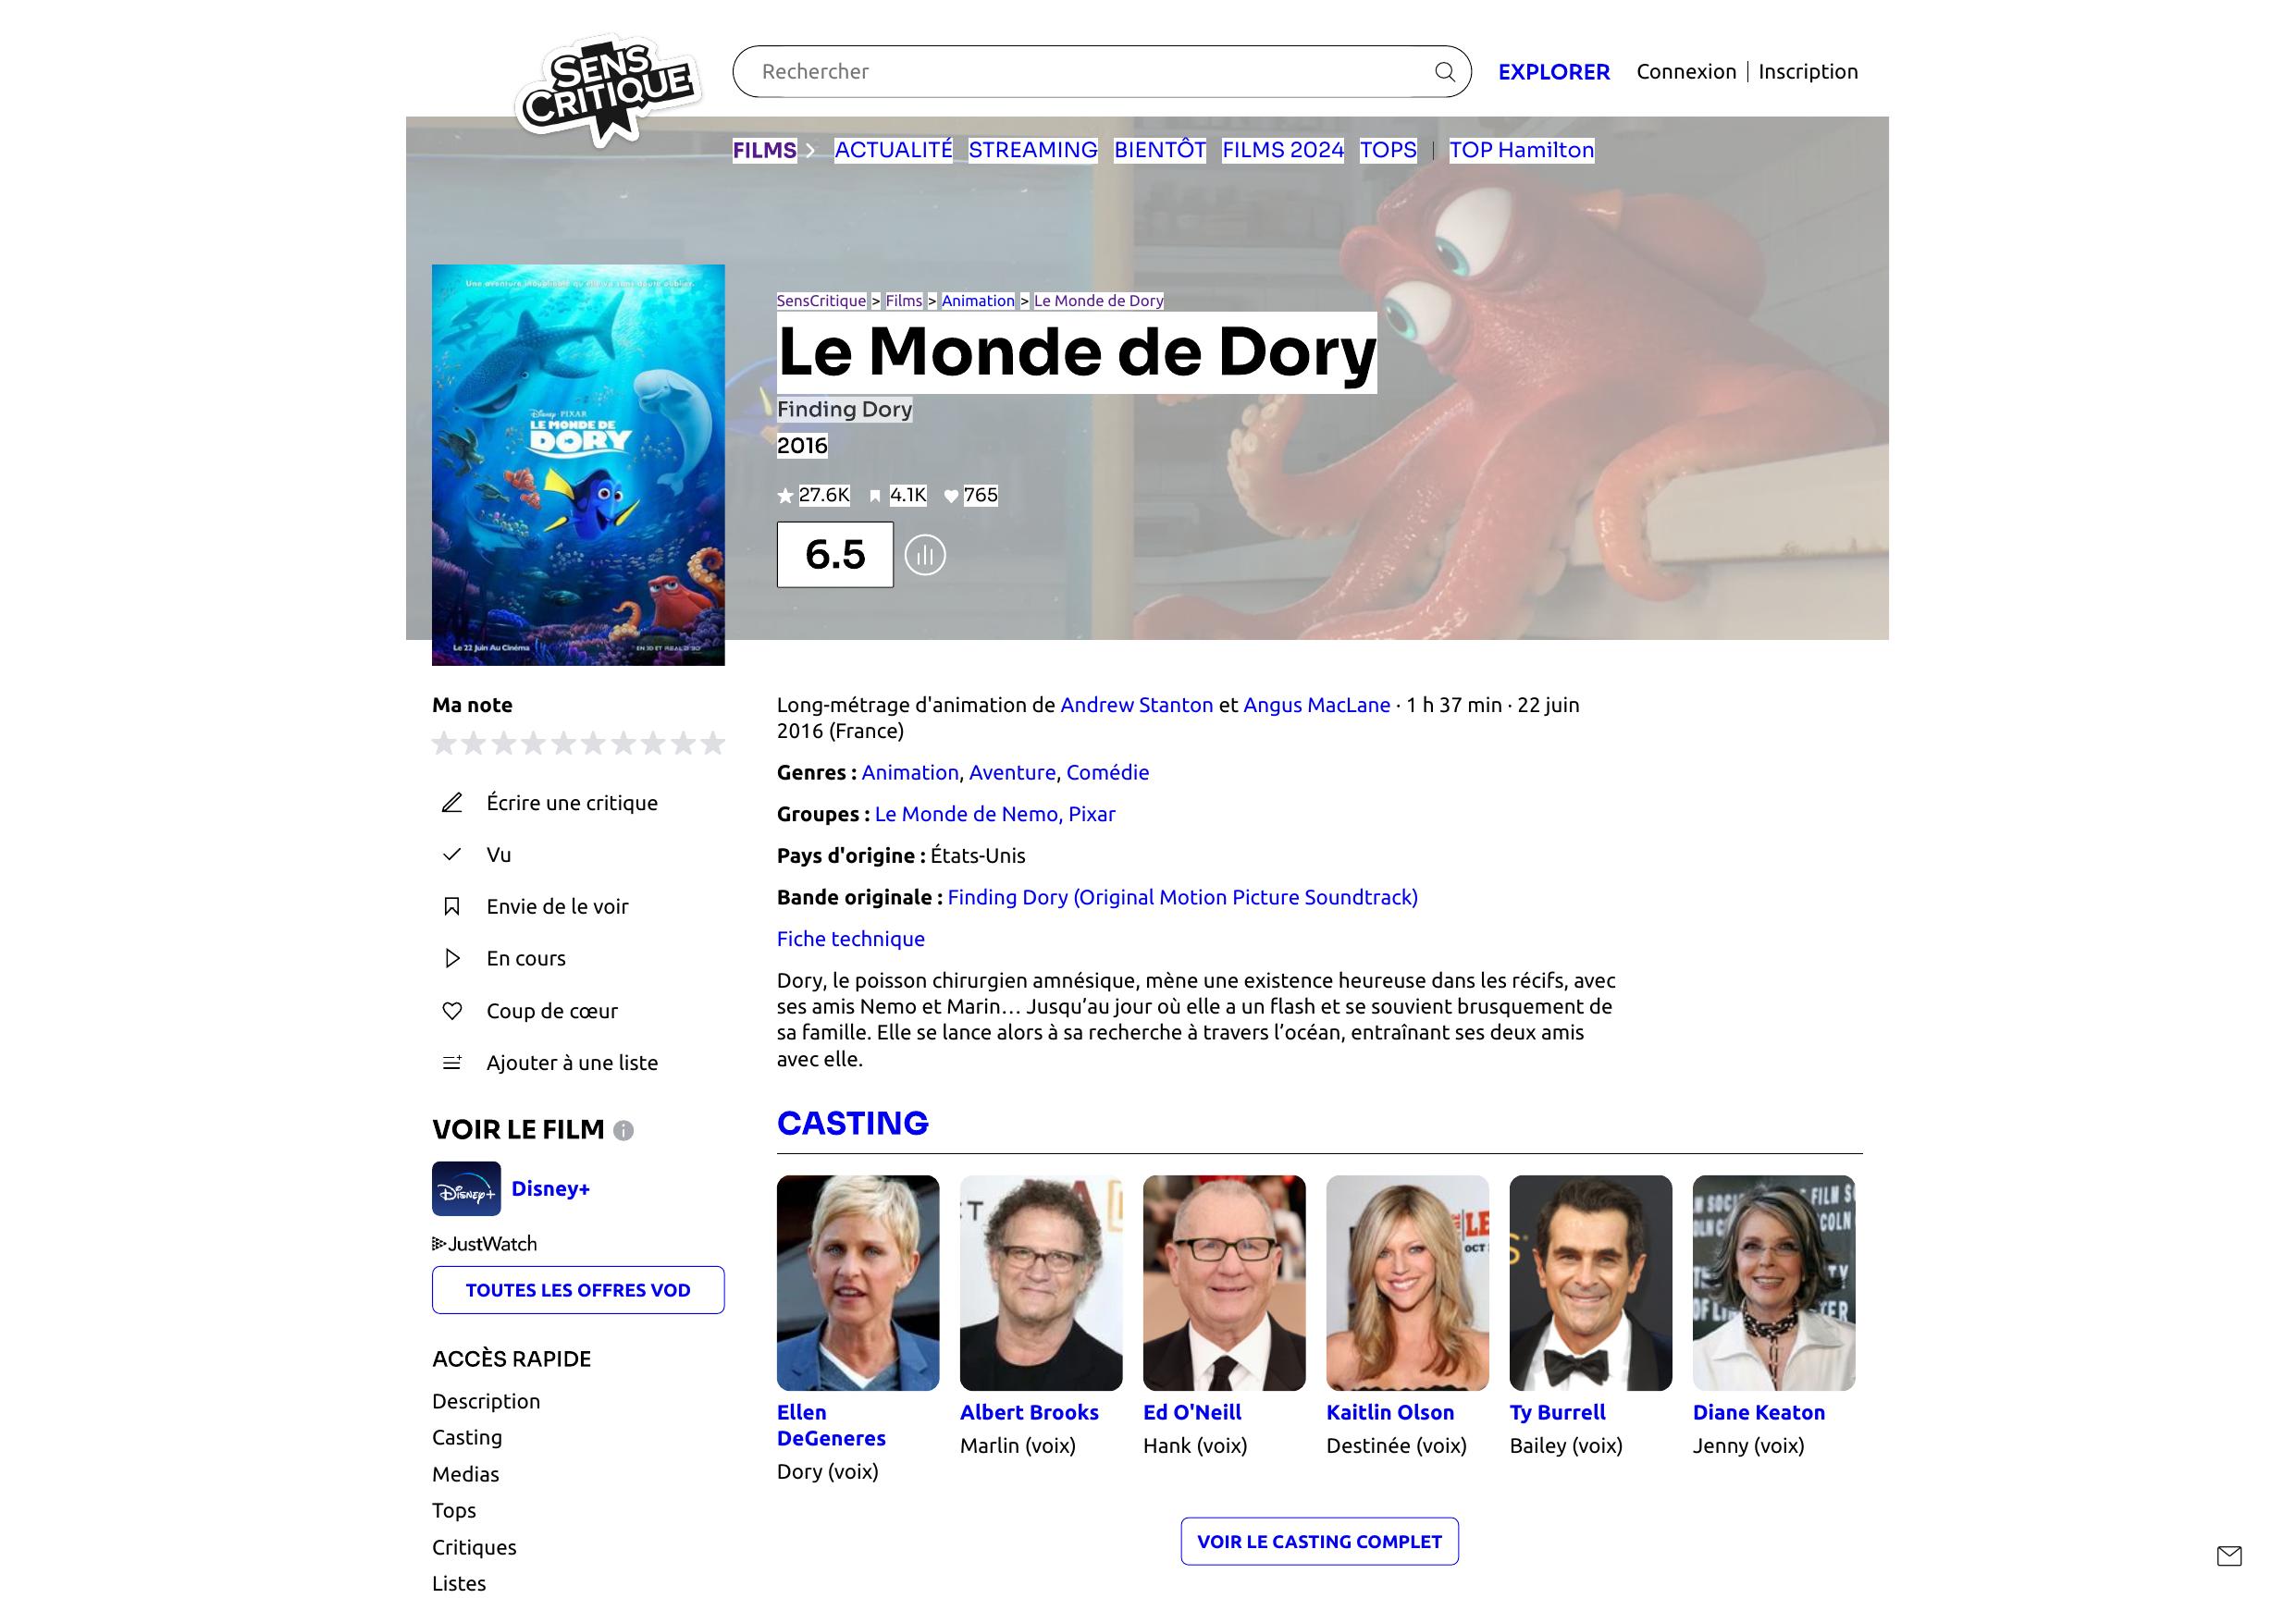 SENS
CRITIQUE
Rechercher
EXPLORER
Connexion | Inscription
FILMS ACTUALITÉ STREAMING BIENTÔT FILMS 2024 TOPS | TOP Hamilton
Une aventure inoubliable qu'elle va sans doute oublier.
Disney PIXAR
LE MONDE DE
DORY
Le 22 Juin Au Cinéma
SensCritique > Films > Animation > Le Monde de Dory
Le Monde de Dory
Finding Dory
2016
27.6K 4.1K 765
6.5
Ma note
Écrire une critique
Vu
Envie de le voir
En cours
Coup de cœur
Ajouter à une liste
VOIR LE FILM
Disney+
Disney+
JustWatch
TOUTES LES OFFRES VOD
ACCÈS RAPIDE
Description
Casting
Medias
Tops
Critiques
Listes
Long-métrage d'animation de Andrew Stanton et Angus MacLane · 1 h 37 min · 22 juin
2016 (France)
Genres : Animation, Aventure, Comédie
Groupes : Le Monde de Nemo, Pixar
Pays d'origine : États-Unis
Bande originale : Finding Dory (Original Motion Picture Soundtrack)
Fiche technique
Dory, le poisson chirurgien amnésique, mène une existence heureuse dans les récifs, avec
ses amis Nemo et Marin… Jusqu’au jour où elle a un flash et se souvient brusquement de
sa famille. Elle se lance alors à sa recherche à travers l’océan, entraînant ses deux amis
avec elle.
CASTING
Ellen
DeGeneres
Dory (voix)
Albert Brooks
Marlin (voix)
Ed O'Neill
Hank (voix)
Kaitlin Olson
Destinée (voix)
Ty Burrell
Bailey (voix)
Diane Keaton
Jenny (voix)
VOIR LE CASTING COMPLET